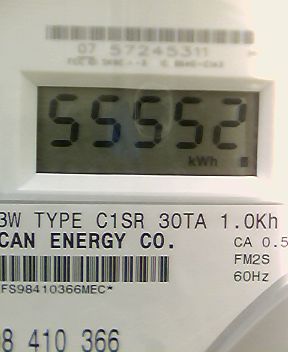 07 57245311
55552
kWh
3W TYPE C1SR 30TA 1.0Kh
CAN ENERGY CO.
CA 0.5
FM2S
60Hz
FS98410366MEC*
98 410 366